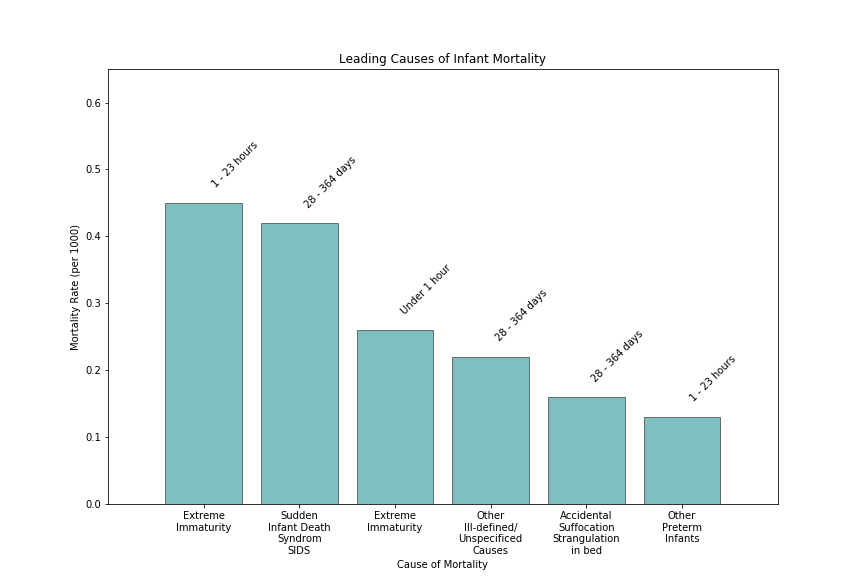 Leading Causes of Infant Mortality
Mortality Rate (per 1000)
0.6
0.5
0.4
0.3
0.2
0.1
0.0
1 - 23 hours
28 - 364 days
Under 1 hour
28 - 364 days
28 - 364 days
1 - 23 hours
Extreme
Immaturity
Sudden
Infant Death
Syndrom
SIDS
Extreme
Immaturity
Other
Ill-defined/
Unspecificed
Causes
Accidental
Suffocation
Strangulation
in bed
Other
Preterm
Infants
Cause of Mortality